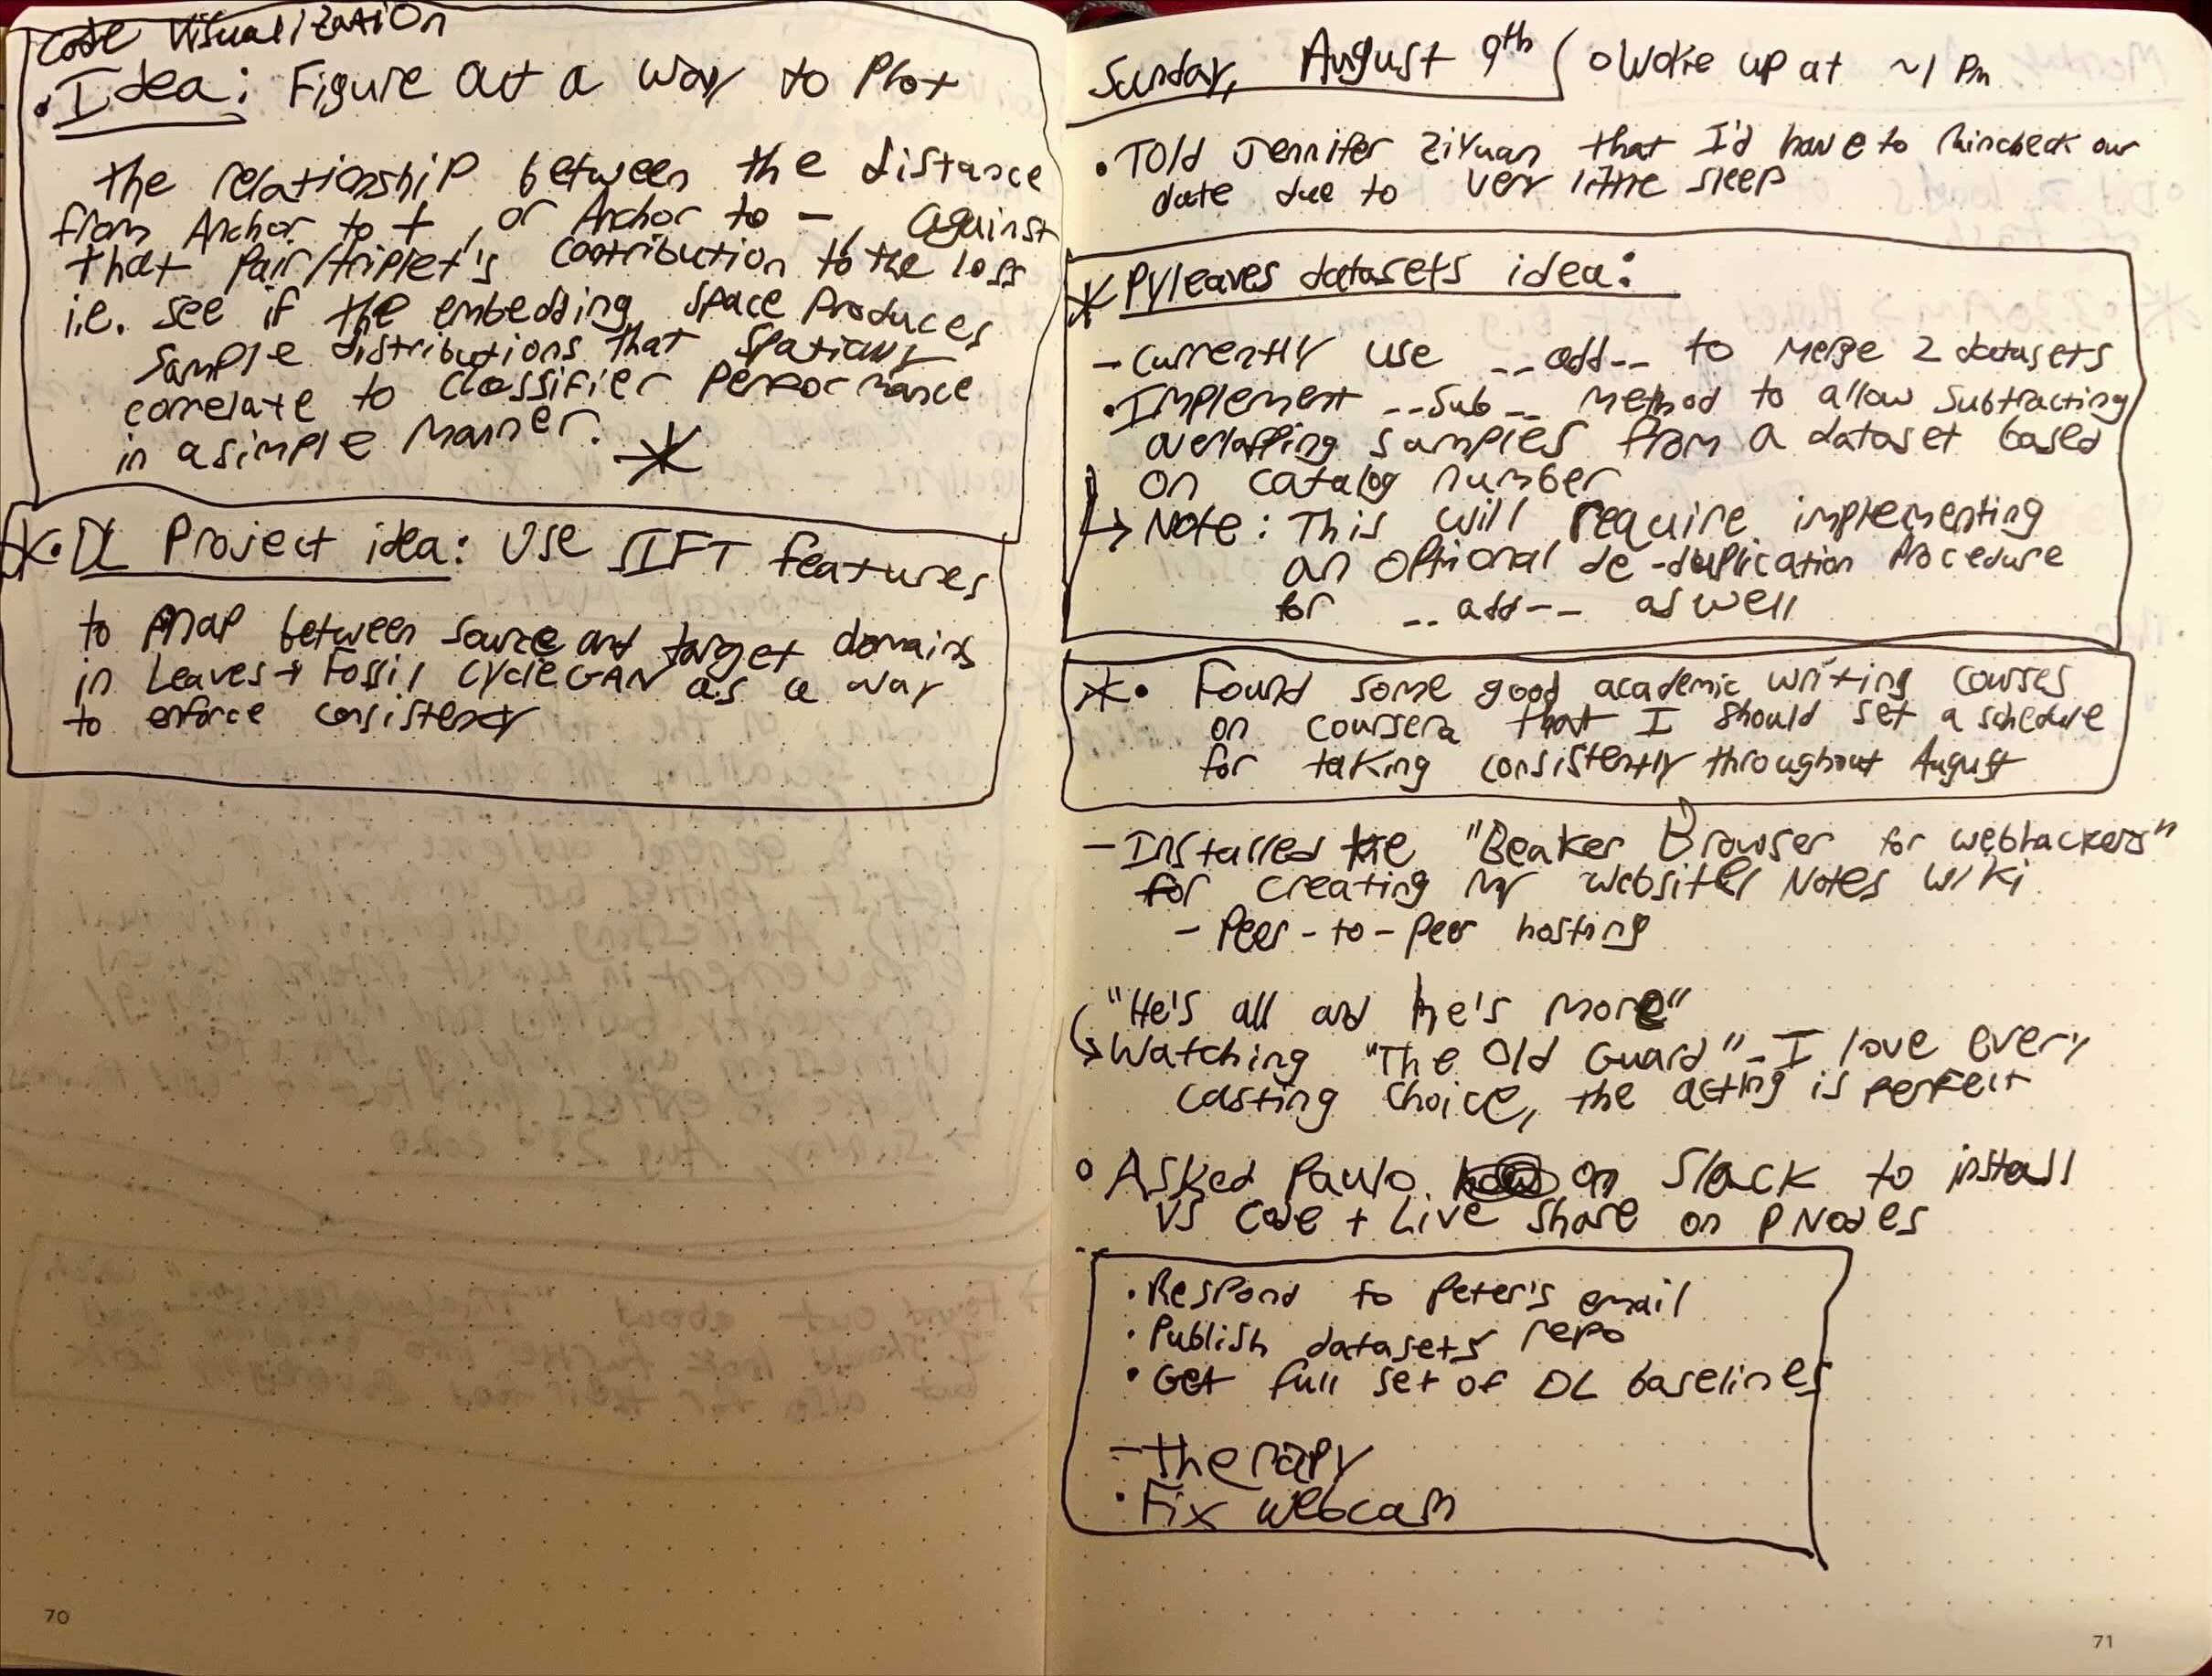 Code Visualization
• Idea: Figure out a way to Plot
the relationship between the distance
from Anchor to +, or Anchor to -, against
that Pair/triplet's contribution to the loss
i.e. see if the embedding space Produces
sample distributions that spatially
correlate to classifier performance
in a simple manner. *
*• DL Project idea: Use SIFT features
to map between source and target domains
in Leaves → Fossil CycleGAN as a way
to enforce consistency
70
Sunday, August 9th / o Woke up at ~1 Pm
• Told Jennifer Ziyuan that I'd have to Raincheck our
date due to very little sleep
* Pyleaves datasets idea:
- Currently use __add__ to Merge 2 datasets
• Implement __sub__ method to allow Subtracting
overlapping samples from a dataset based
on catalog number
↳ Note: This will require implementing
an optional de-duplication Procedure
for __add__ as well
*• Found some good academic writing courses
on coursera that I should set a schedule
for taking consistently throughout August
- Installed the "Beaker Browser for webhackers"
for creating my website/ Notes Wiki
- Peer-to-peer hosting
"He's all and he's more"
↳ Watching "The Old Guard" - I love every
casting choice, the acting is perfect
o Asked Paulo on Slack to install
VS Code + Live Share on P Nodes
• Respond to Peter's email
• Publish datasets repo
• Get full set of DL baselines
- therapy
• Fix webcam
71